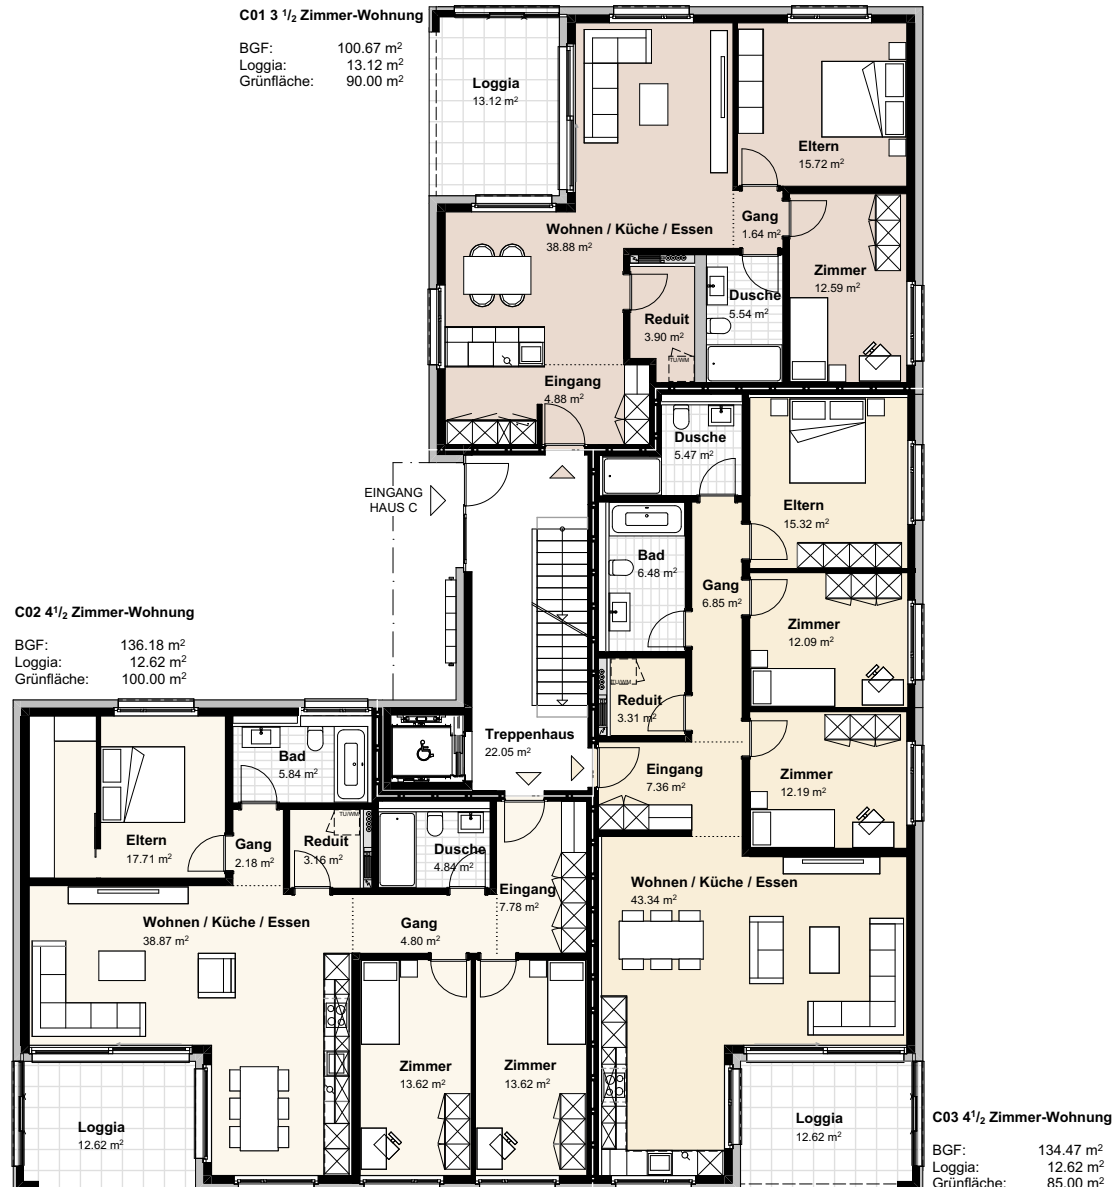 C01 3 1/2 Zimmer-Wohnung
BGF: 100.67 m²
Loggia: 13.12 m²
Grünfläche: 90.00 m²
Loggia
13.12 m²
Eltern
15.72 m²
Gang
1.64 m²
Wohnen / Küche / Essen
38.88 m²
Zimmer
12.59 m²
Dusche
5.54 m²
Reduit
3.90 m²
TU/WM
Eingang
4.88 m²
EINGANG
HAUS C
Dusche
5.47 m²
Eltern
15.32 m²
Bad
6.48 m²
Gang
6.85 m²
Zimmer
12.09 m²
TU/WM
Reduit
3.31 m²
Treppenhaus
22.05 m²
Eingang
7.36 m²
Zimmer
12.19 m²
Wohnen / Küche / Essen
43.34 m²
Loggia
12.62 m²
C02 4 1/2 Zimmer-Wohnung
BGF: 136.18 m²
Loggia: 12.62 m²
Grünfläche: 100.00 m²
Bad
5.84 m²
Eltern
17.71 m²
Gang
2.18 m²
TU/WM
Reduit
3.16 m²
Dusche
4.84 m²
Eingang
7.78 m²
Wohnen / Küche / Essen
38.87 m²
Gang
4.80 m²
Zimmer
13.62 m²
Zimmer
13.62 m²
Loggia
12.62 m²
C03 4 1/2 Zimmer-Wohnung
BGF: 134.47 m²
Loggia: 12.62 m²
Grünfläche: 85.00 m²